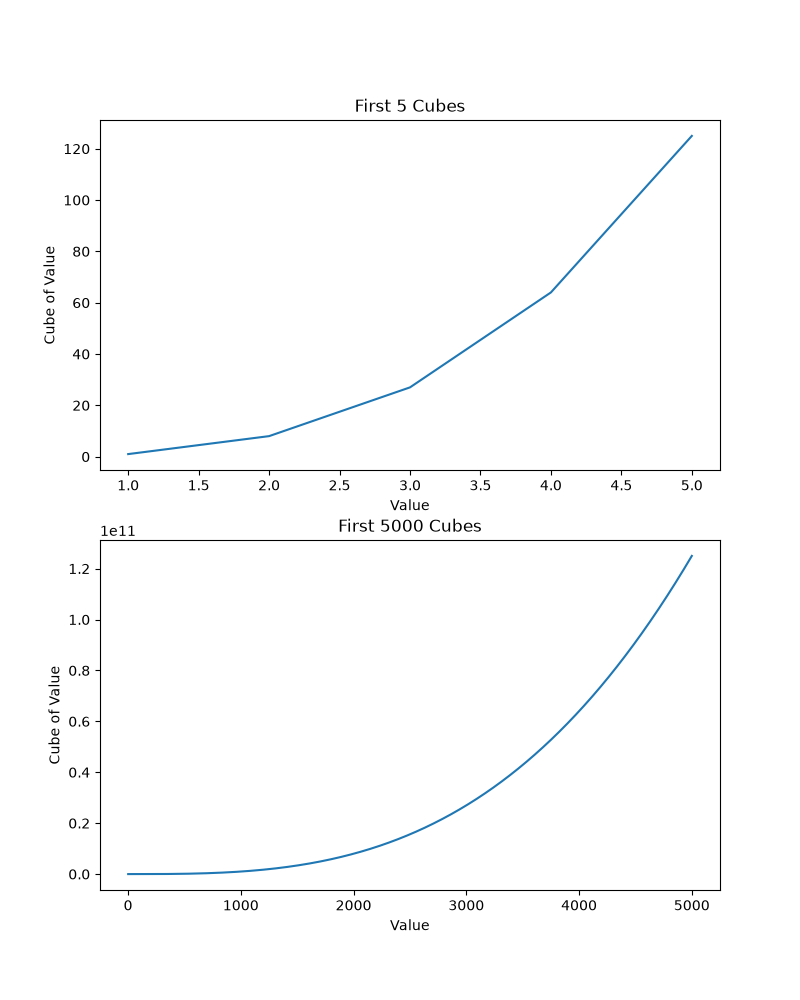 First 5 Cubes
120
100
80
60
40
20
0
Cube of Value
1.0 1.5 2.0 2.5 3.0 3.5 4.0 4.5 5.0
Value
First 5000 Cubes
1e11
1.2
1.0
0.8
0.6
0.4
0.2
0.0
Cube of Value
0 1000 2000 3000 4000 5000
Value